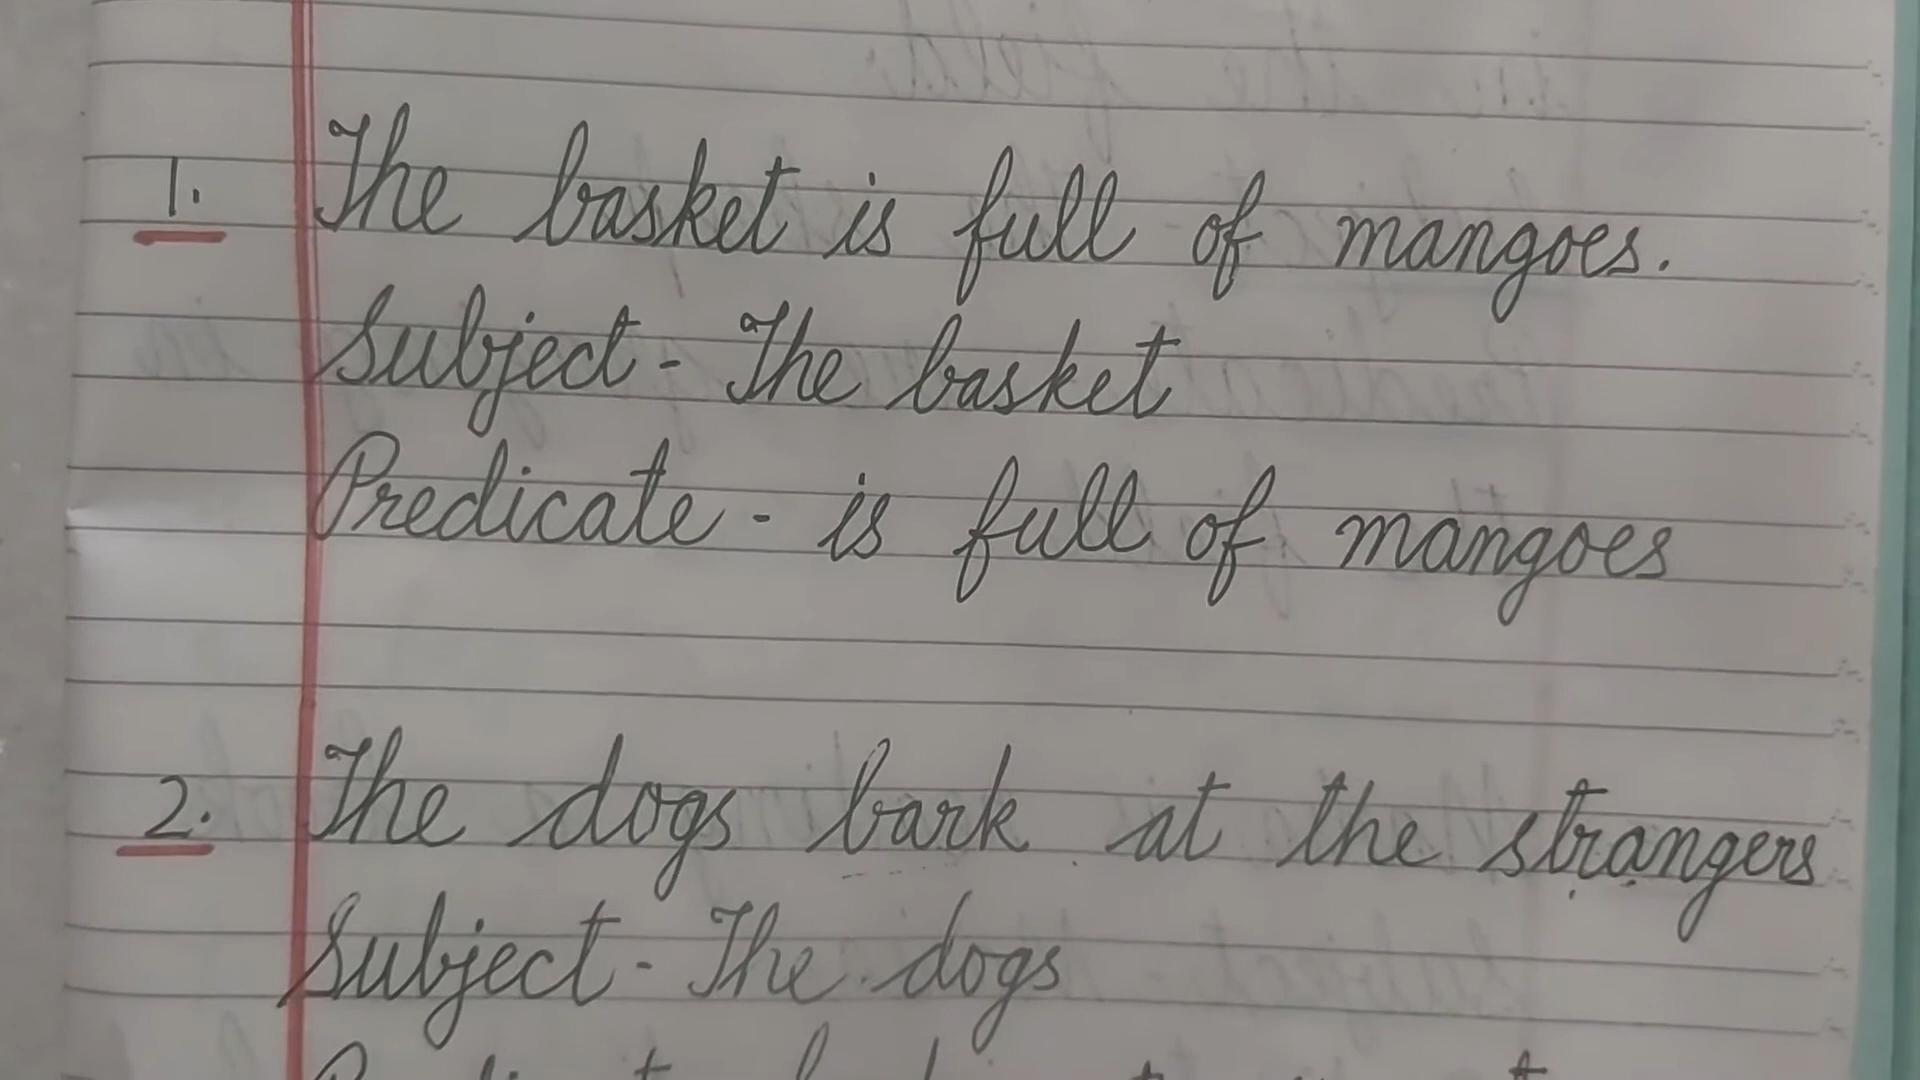 1. The basket is full of mangoes.
Subject - The basket
Predicate - is full of mangoes
2. The dogs bark at the strangers
Subject - The dogs